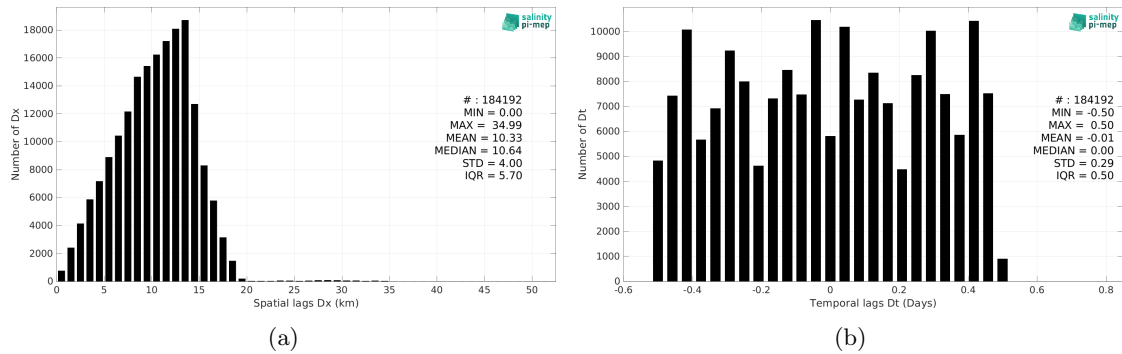 salinity
pi-mep
18000
16000
14000
12000
10000
8000
6000
4000
2000
0
Number of Dx
# : 184192
MIN = 0.00
MAX = 34.99
MEAN = 10.33
MEDIAN = 10.64
STD = 4.00
IQR = 5.70
0 5 10 15 20 25 30 35 40 45 50
Spatial lags Dx (km)
(a)
salinity
pi-mep
10000
9000
8000
7000
6000
5000
4000
3000
2000
1000
0
Number of Dt
# : 184192
MIN = -0.50
MAX = 0.50
MEAN = -0.01
MEDIAN = 0.00
STD = 0.29
IQR = 0.50
-0.6 -0.4 -0.2 0 0.2 0.4 0.6 0.8
Temporal lags Dt (Days)
(b)